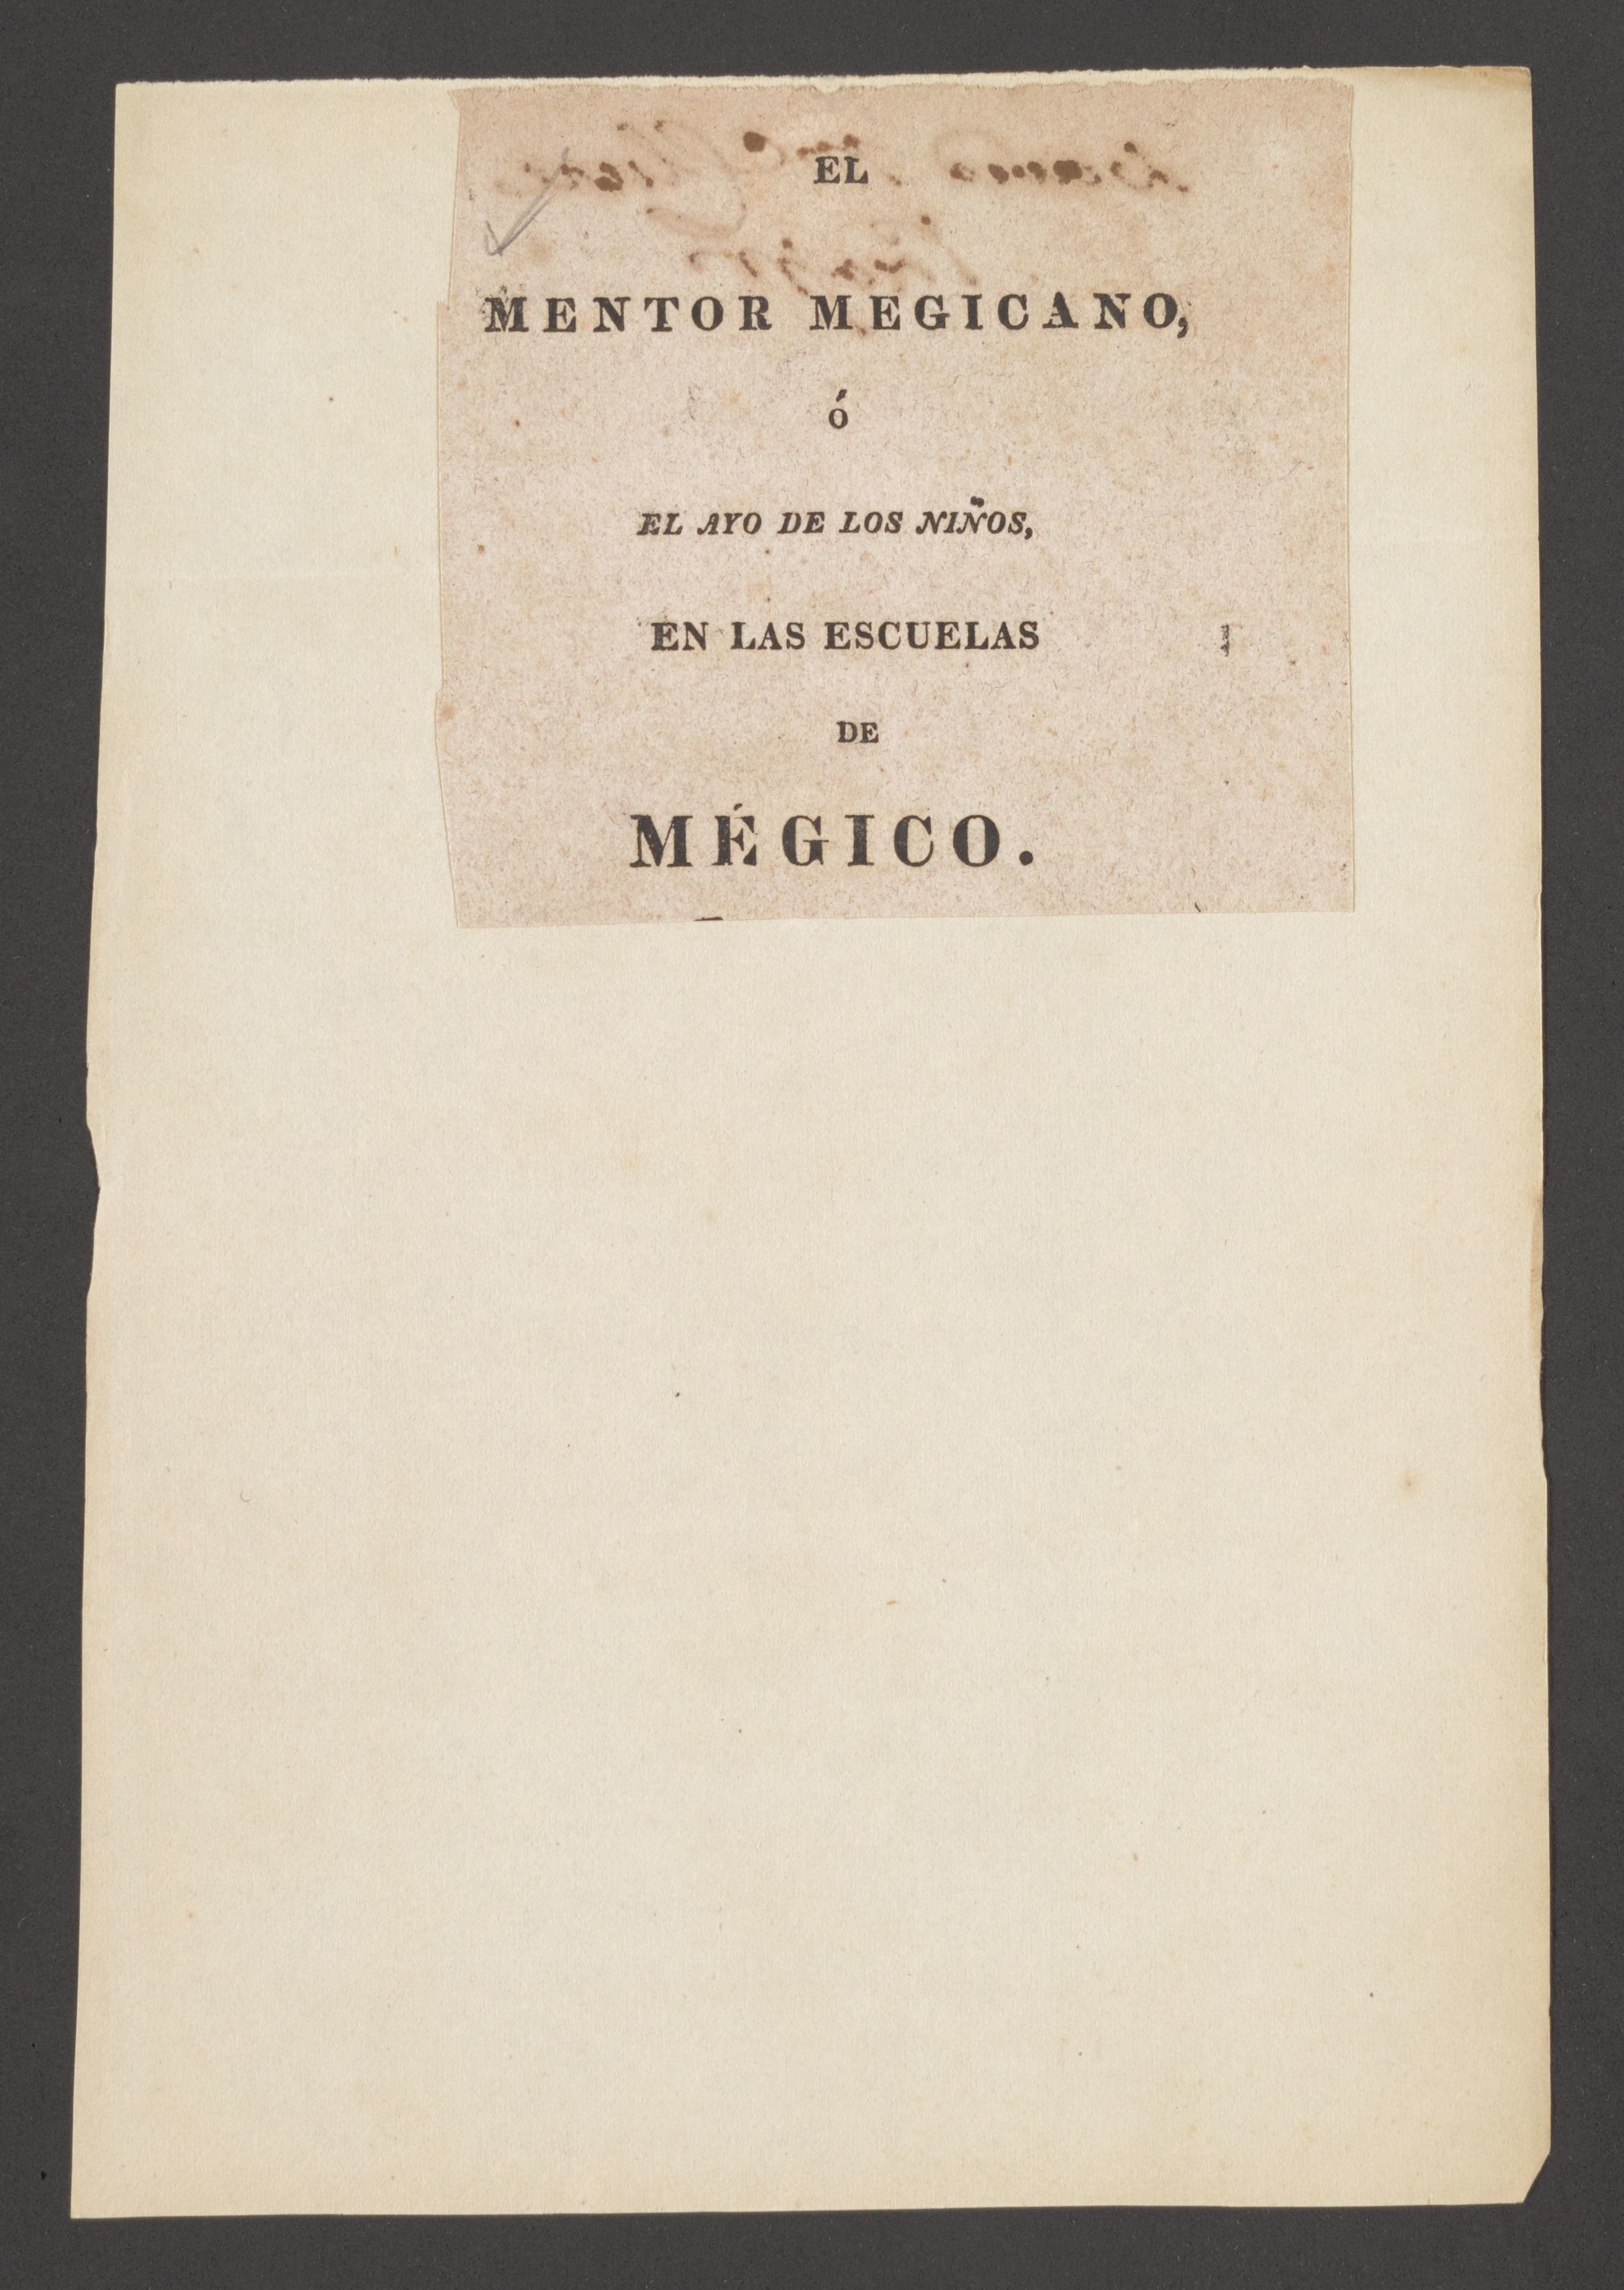 EL
MENTOR MEGICANO,
ó
EL AYO DE LOS NIÑOS,
EN LAS ESCUELAS
DE
MÉGICO.